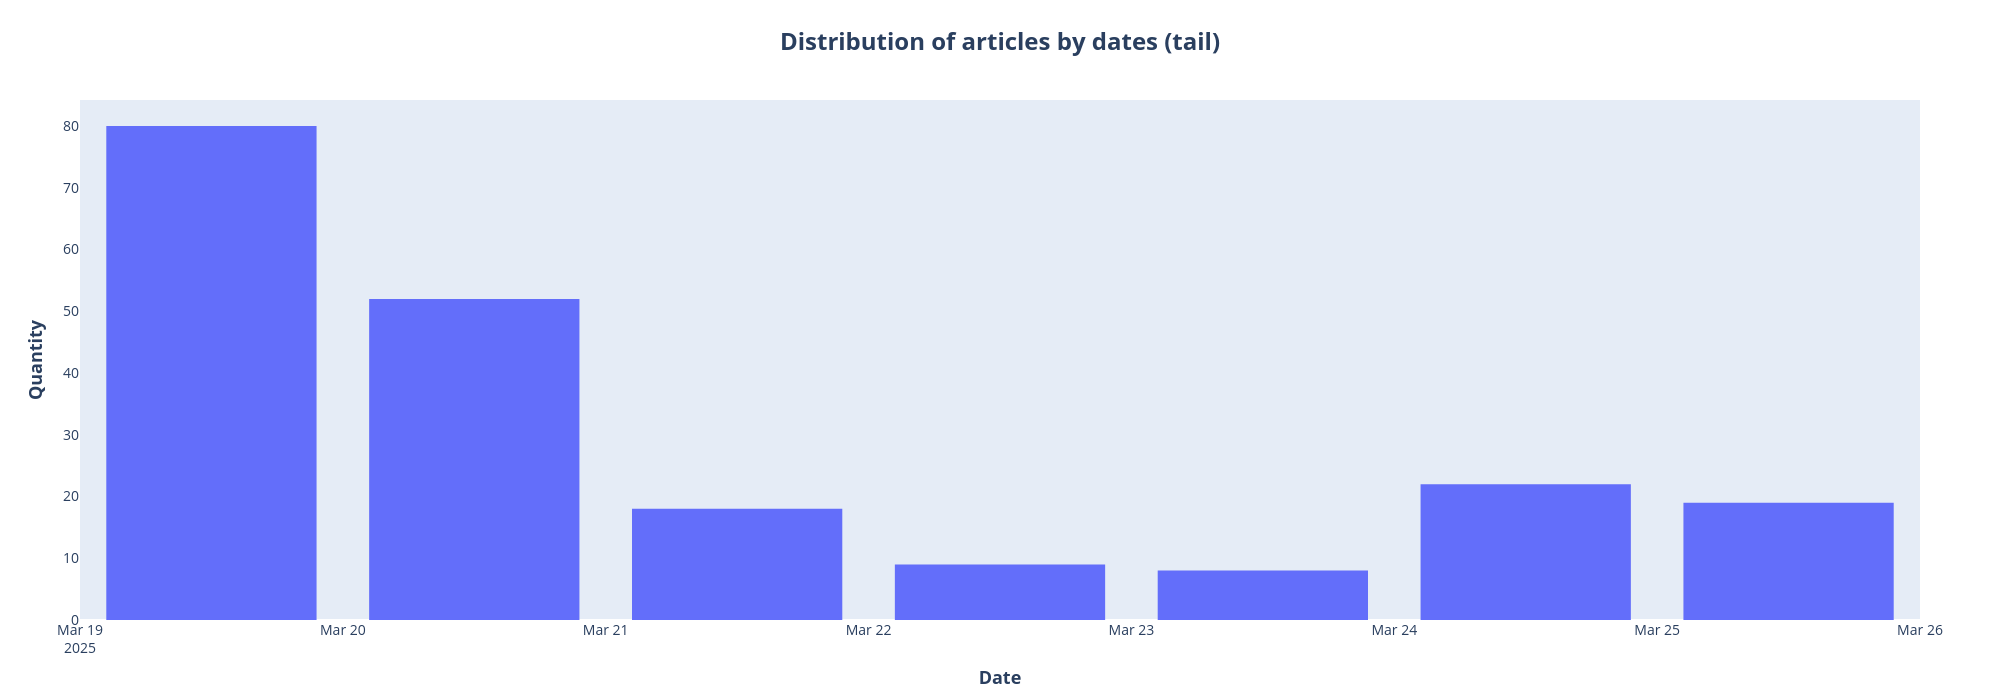 Distribution of articles by dates (tail)
80
70
60
50
40
30
20
10
0
Quantity
Mar 19
2025
Mar 20
Mar 21
Mar 22
Mar 23
Mar 24
Mar 25
Mar 26
Date